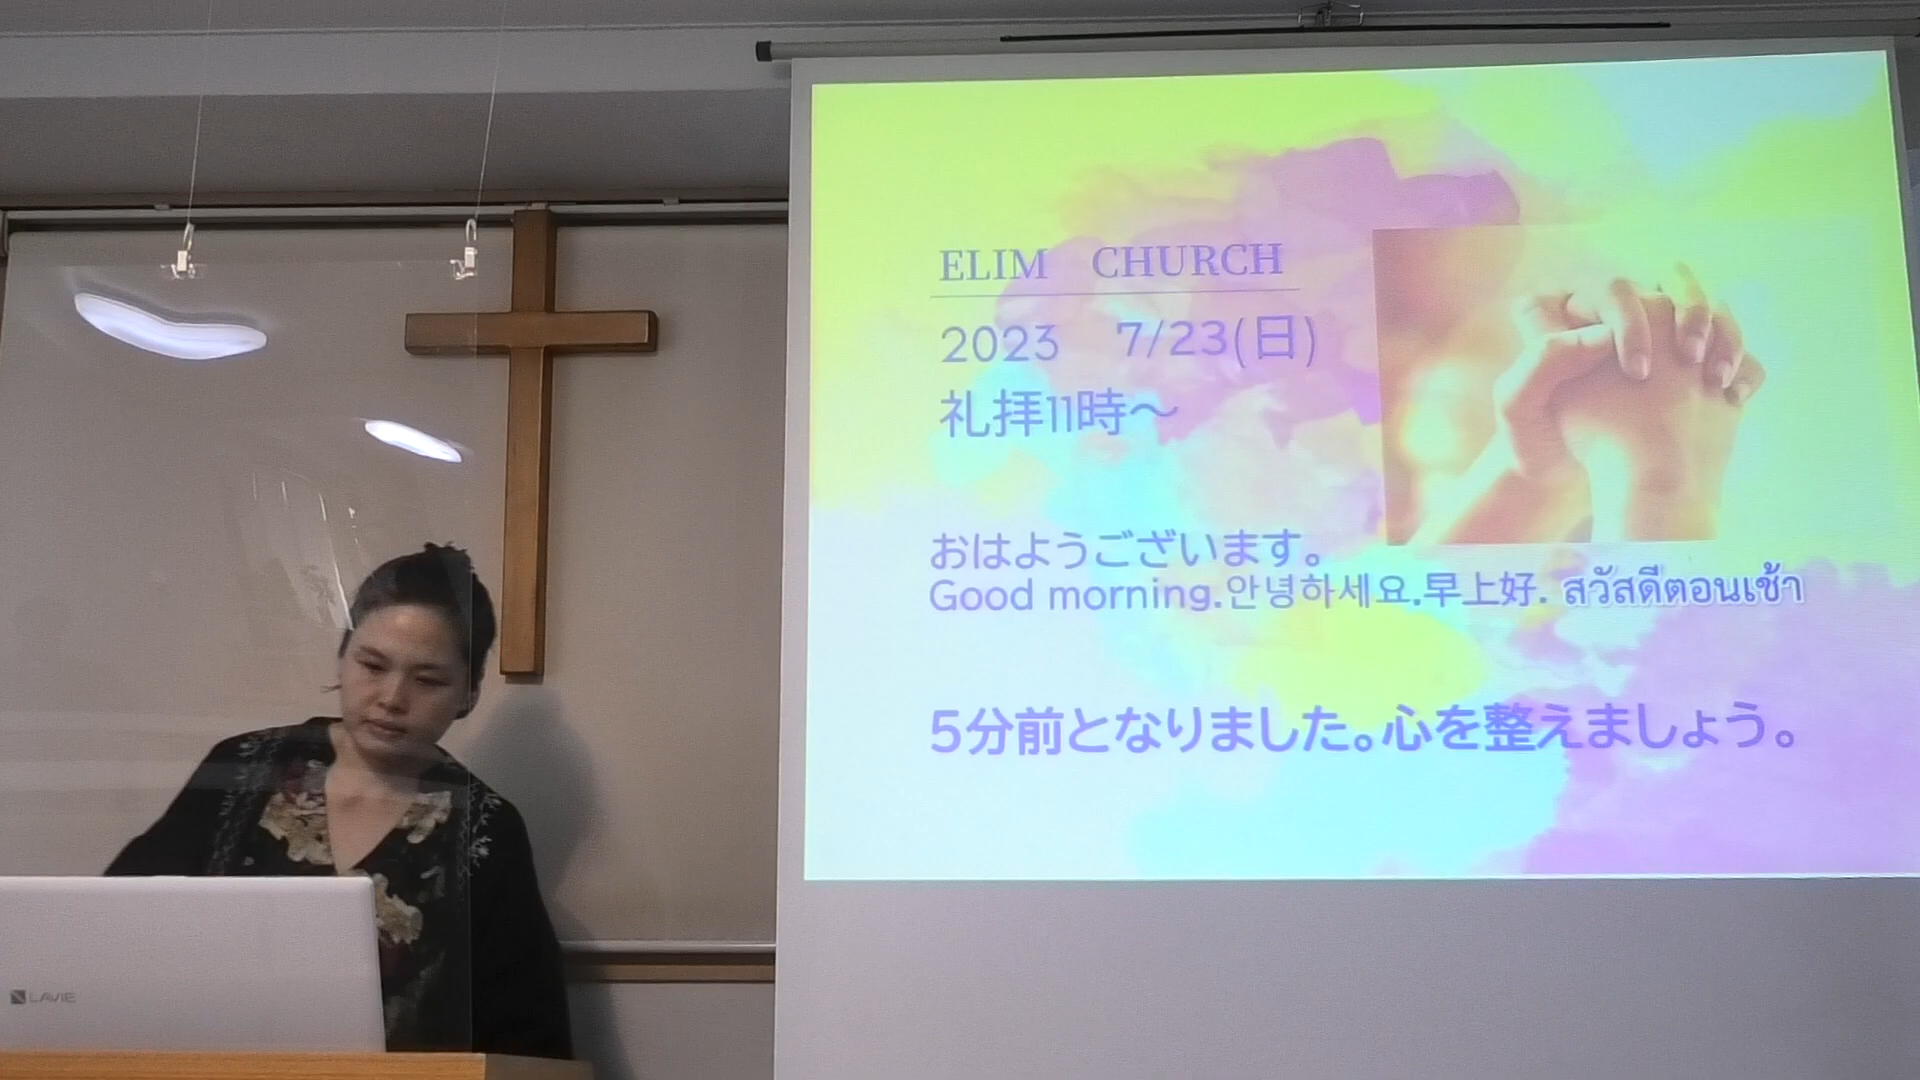 ELIM CHURCH
2023 7/23(日)
礼拝11時～
おはようございます。
Good morning.안녕하세요.早上好. สวัสดีตอนเช้า
5分前となりました。心を整えましょう。
LAVIE